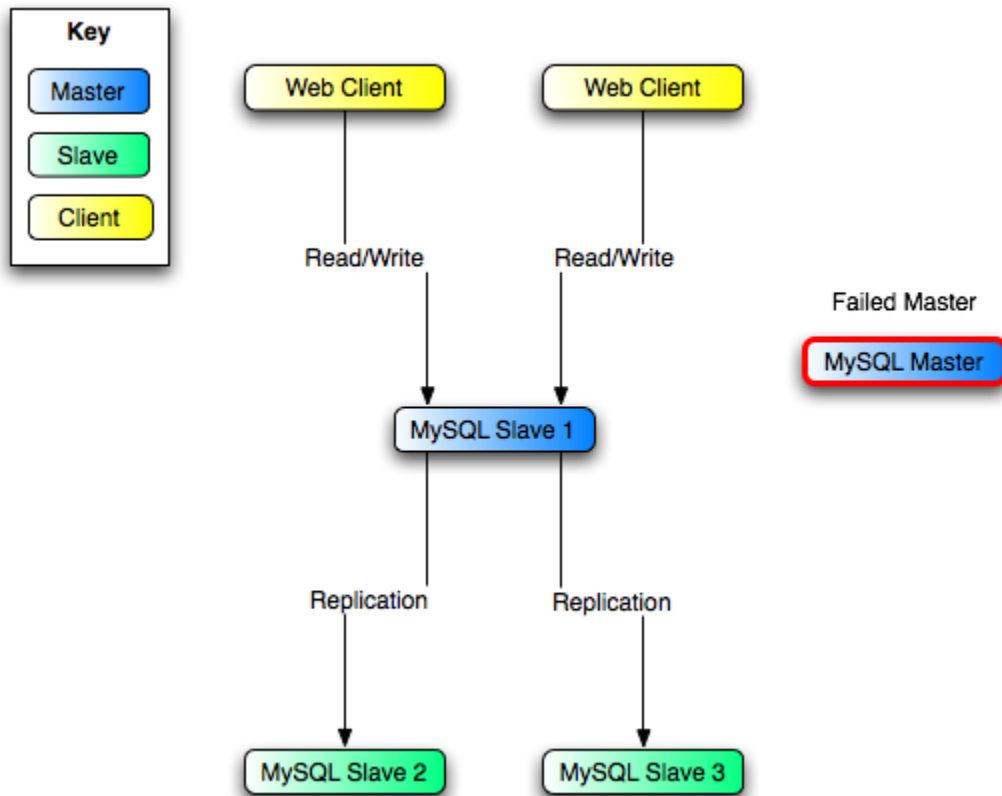 Key
Master
Slave
Client
Web Client
Web Client
Read/Write
Read/Write
Failed Master
MySQL Master
MySQL Slave 1
Replication
Replication
MySQL Slave 2
MySQL Slave 3